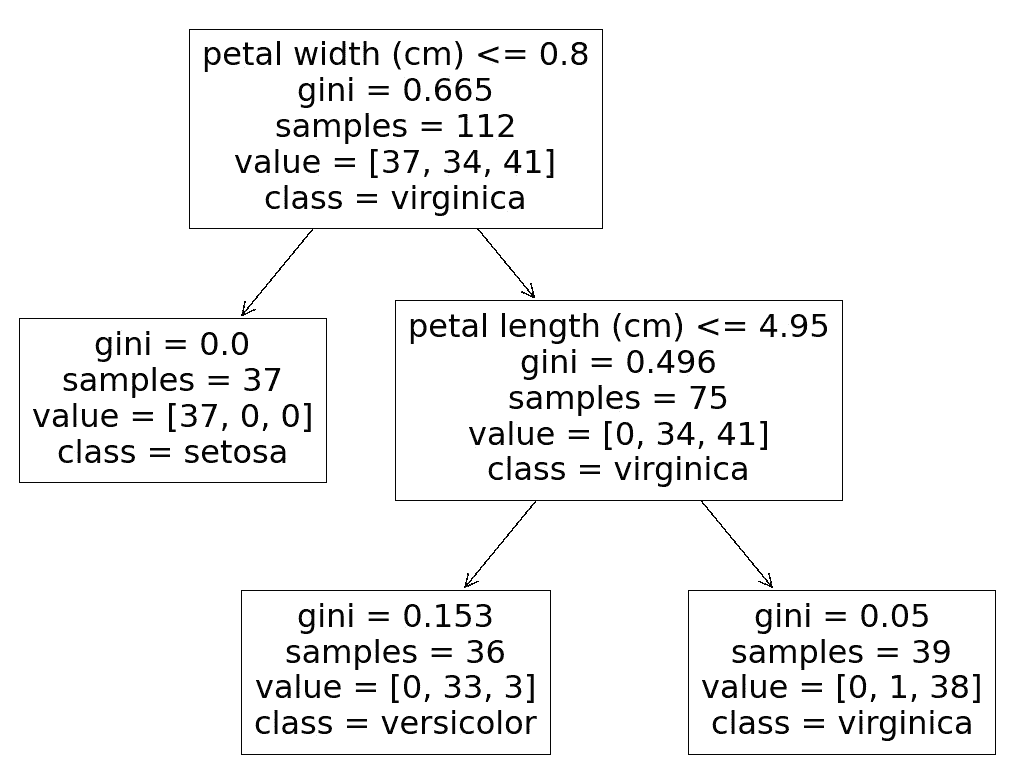 petal width (cm) <= 0.8
gini = 0.665
samples = 112
value = [37, 34, 41]
class = virginica
gini = 0.0
samples = 37
value = [37, 0, 0]
class = setosa
petal length (cm) <= 4.95
gini = 0.496
samples = 75
value = [0, 34, 41]
class = virginica
gini = 0.153
samples = 36
value = [0, 33, 3]
class = versicolor
gini = 0.05
samples = 39
value = [0, 1, 38]
class = virginica